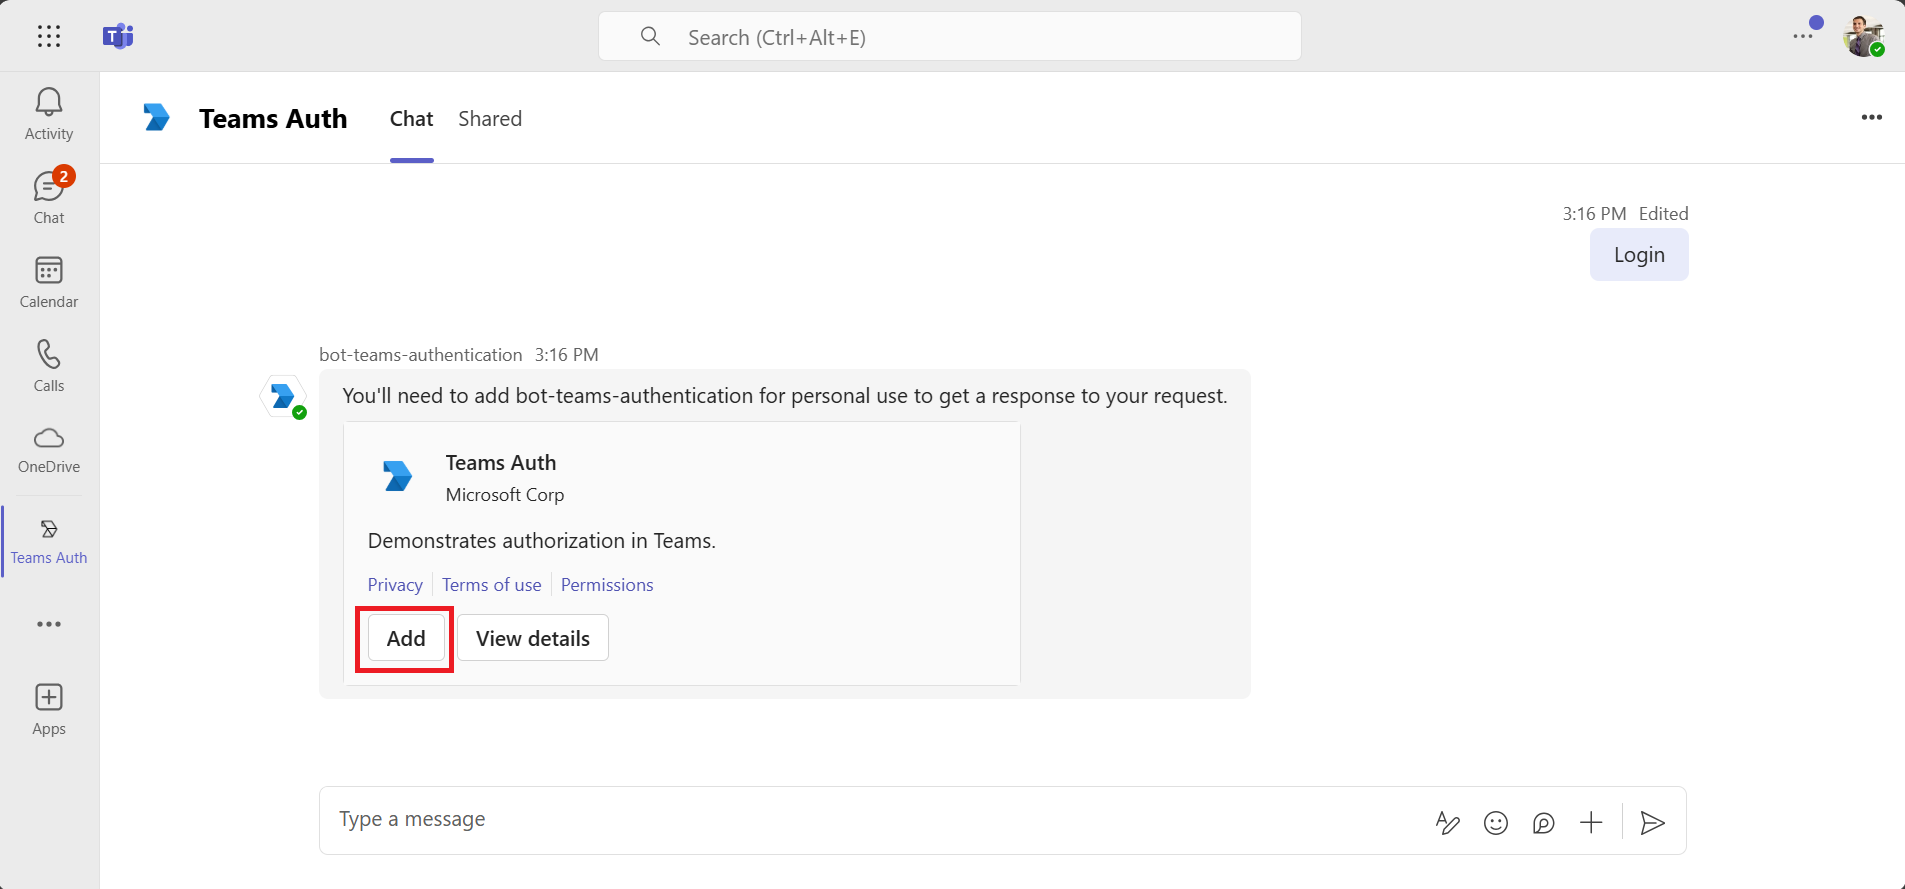 Search (Ctrl+Alt+E)
Activity
2
Chat
Calendar
Calls
OneDrive
Teams Auth
Apps
Teams Auth Chat Shared
3:16 PM Edited
Login
bot-teams-authentication 3:16 PM
You'll need to add bot-teams-authentication for personal use to get a response to your request.
Teams Auth
Microsoft Corp
Demonstrates authorization in Teams.
Privacy Terms of use Permissions
Add View details
Type a message